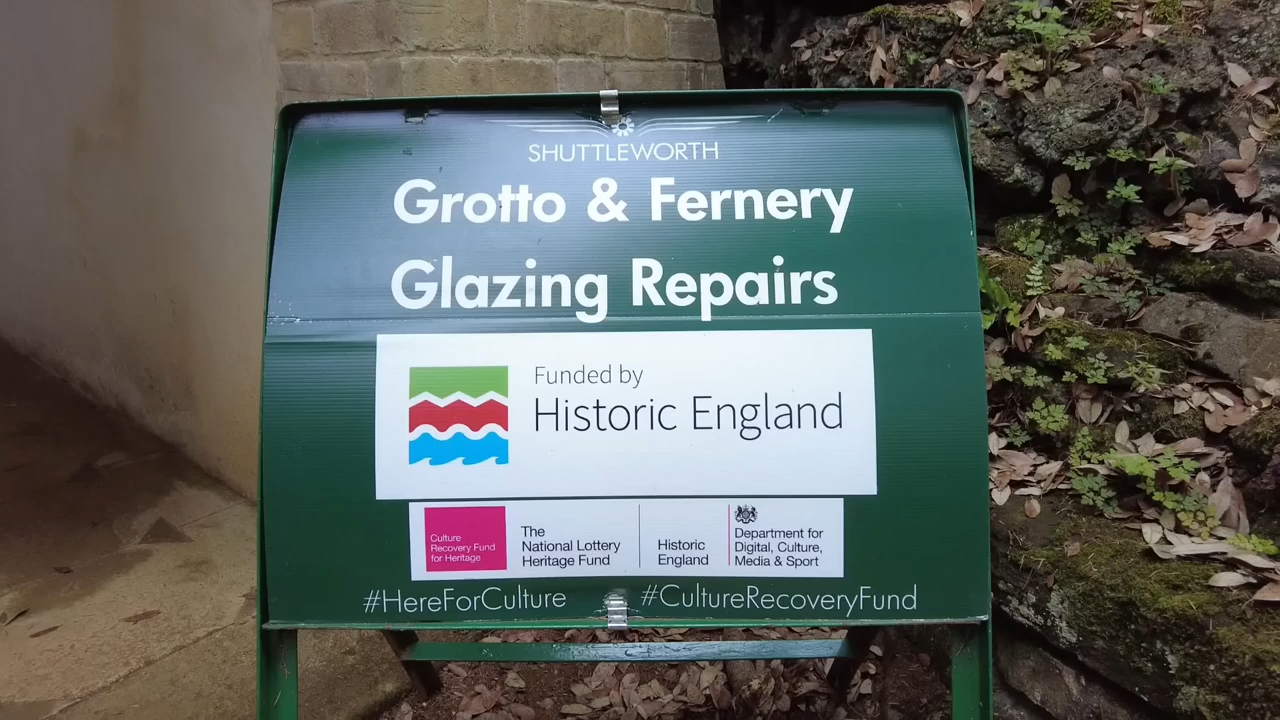 SHUTTLEWORTH
Grotto & Fernery
Glazing Repairs
Funded by
Historic England
Culture
Recovery Fund
for Heritage
The
National Lottery
Heritage Fund
Historic
England
Department for
Digital, Culture,
Media & Sport
#HereForCulture #CultureRecoveryFund